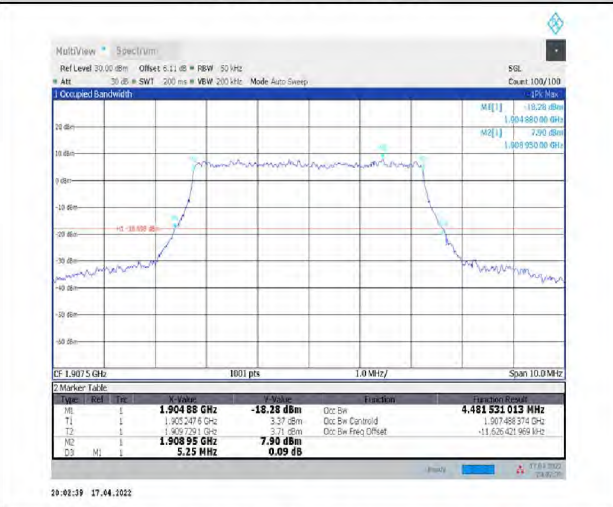 MultiView Spectrum
Ref Level 30.00 dBm Offset 6.11 dB RBW 50 kHz SGL
Att 30 dB SWT 200 ms VBW 200 kHz Mode Auto Sweep Count 100/100
1 Occupied Bandwidth 1Pk Max
M1[1] -18.28 dBm
1.904 880 00 GHz
M2[1] 7.90 dBm
1.908 950 00 GHz
20 dBm
10 dBm
0 dBm
-10 dBm
-20 dBm
-30 dBm
-40 dBm
-50 dBm
-60 dBm
CF 1.907 5 GHz 1001 pts 1.0 MHz/ Span 10.0 MHz
2 Marker Table
Type Ref Trc X-Value Y-Value Function Function Result
M1 1 1.904 88 GHz -18.28 dBm Occ Bw 4.481 531 013 MHz
T1 1 1.905 247 6 GHz 3.37 dBm Occ Bw Centroid 1.907 488 374 GHz
T2 1 1.909 729 1 GHz 3.71 dBm Occ Bw Freq Offset -11.626 421 969 kHz
M2 1 1.908 95 GHz 7.90 dBm
D3 M1 1 5.25 MHz 0.09 dB
Ready 17.04.2022
20:02:39
20:02:39 17.04.2022